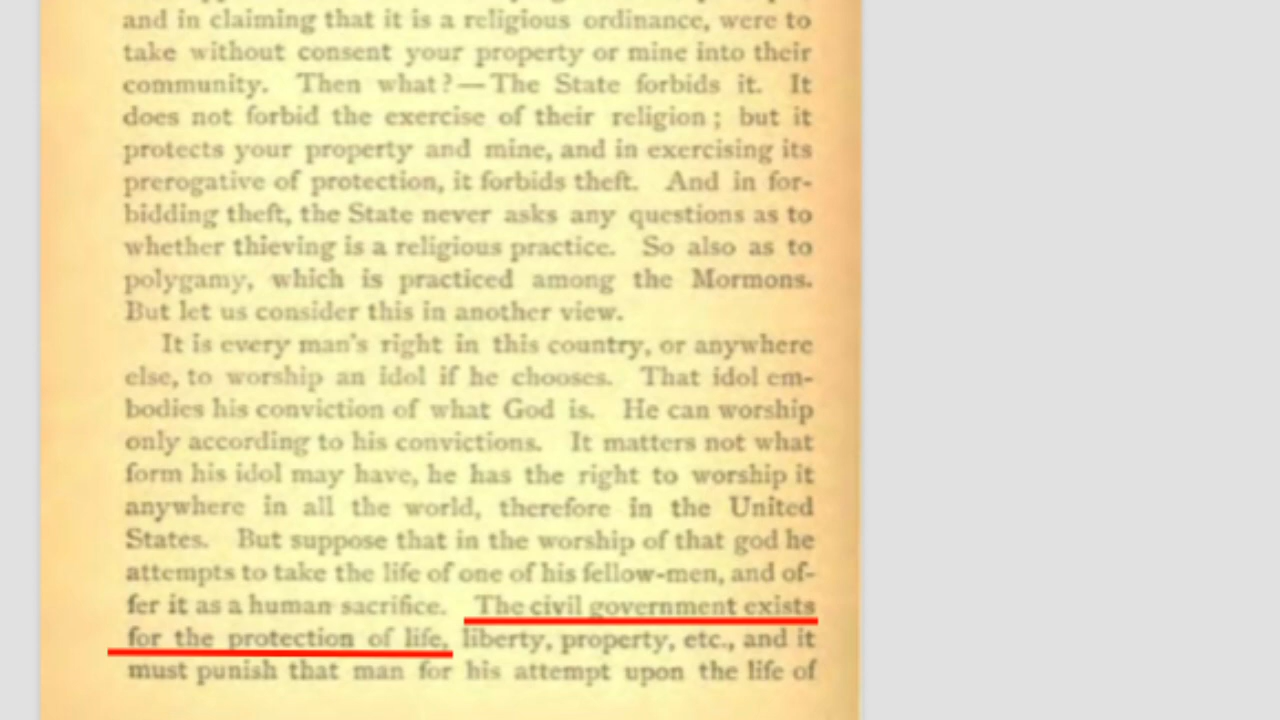 and in claiming that it is a religious ordinance, were to
take without consent your property or mine into their
community. Then what?—The State forbids it. It
does not forbid the exercise of their religion; but it
protects your property and mine, and in exercising its
prerogative of protection, it forbids theft. And in for-
bidding theft, the State never asks any questions as to
whether thieving is a religious practice. So also as to
polygamy, which is practiced among the Mormons.
But let us consider this in another view.
It is every man's right in this country, or anywhere
else, to worship an idol if he chooses. That idol em-
bodies his conviction of what God is. He can worship
only according to his convictions. It matters not what
form his idol may have, he has the right to worship it
anywhere in all the world, therefore in the United
States. But suppose that in the worship of that god he
attempts to take the life of one of his fellow-men, and of-
fer it as a human sacrifice. The civil government exists
for the protection of life, liberty, property, etc., and it
must punish that man for his attempt upon the life of